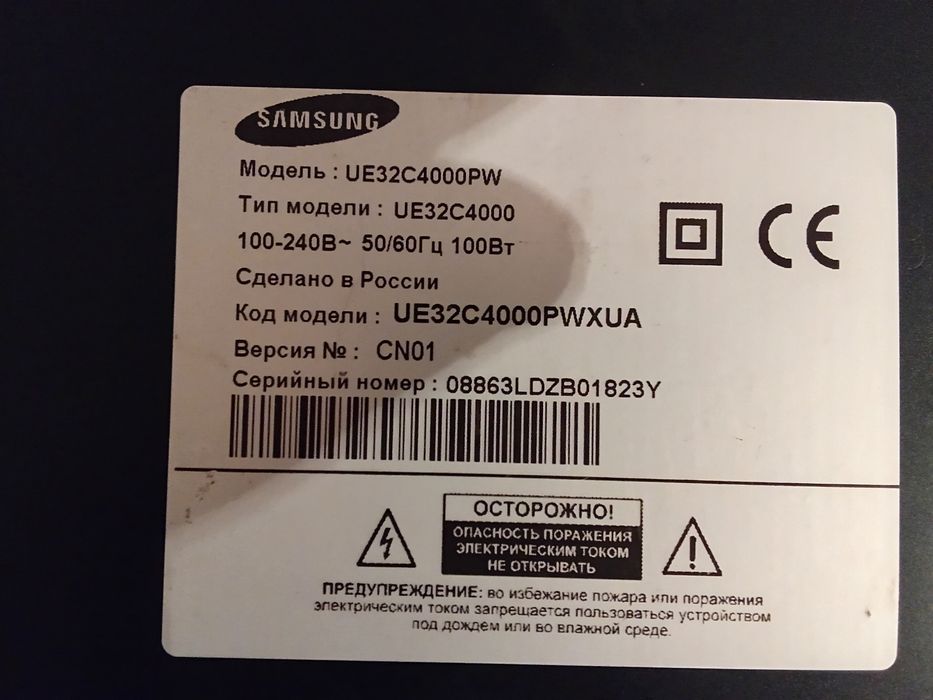 SAMSUNG
Модель : UE32C4000PW
Тип модели : UE32C4000
100-240В~ 50/60Гц 100Вт
Сделано в России
Код модели : UE32C4000PWXUA
Версия № : CN01
Серийный номер : 08863LDZB01823Y
CE
ОСТОРОЖНО!
ОПАСНОСТЬ ПОРАЖЕНИЯ
ЭЛЕКТРИЧЕСКИМ ТОКОМ
НЕ ОТКРЫВАТЬ
ПРЕДУПРЕЖДЕНИЕ: во избежание пожара или поражения
электрическим током запрещается пользоваться устройством
под дождем или во влажной среде.